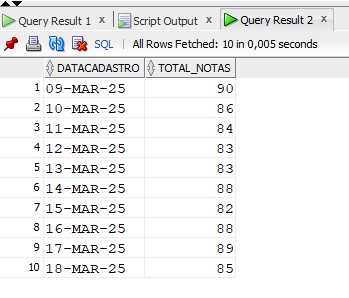 Query Result 1 x Script Output x Query Result 2 x
SQL | All Rows Fetched: 10 in 0,005 seconds
DATACADASTRO TOTAL_NOTAS
1 09-MAR-25 90
2 10-MAR-25 86
3 11-MAR-25 84
4 12-MAR-25 83
5 13-MAR-25 83
6 14-MAR-25 88
7 15-MAR-25 82
8 16-MAR-25 88
9 17-MAR-25 89
10 18-MAR-25 85